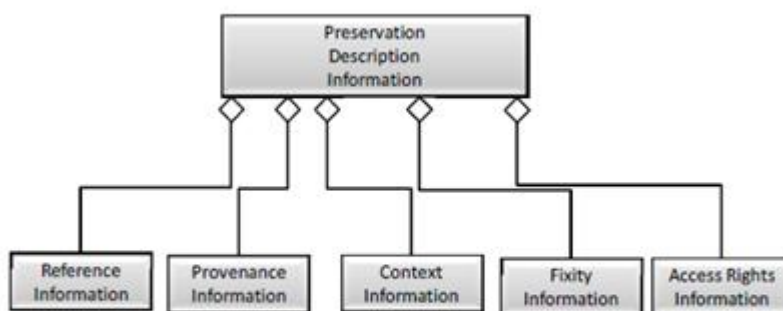 Preservation
Description
Information
Reference
Information
Provenance
Information
Context
Information
Fixity
Information
Access Rights
Information